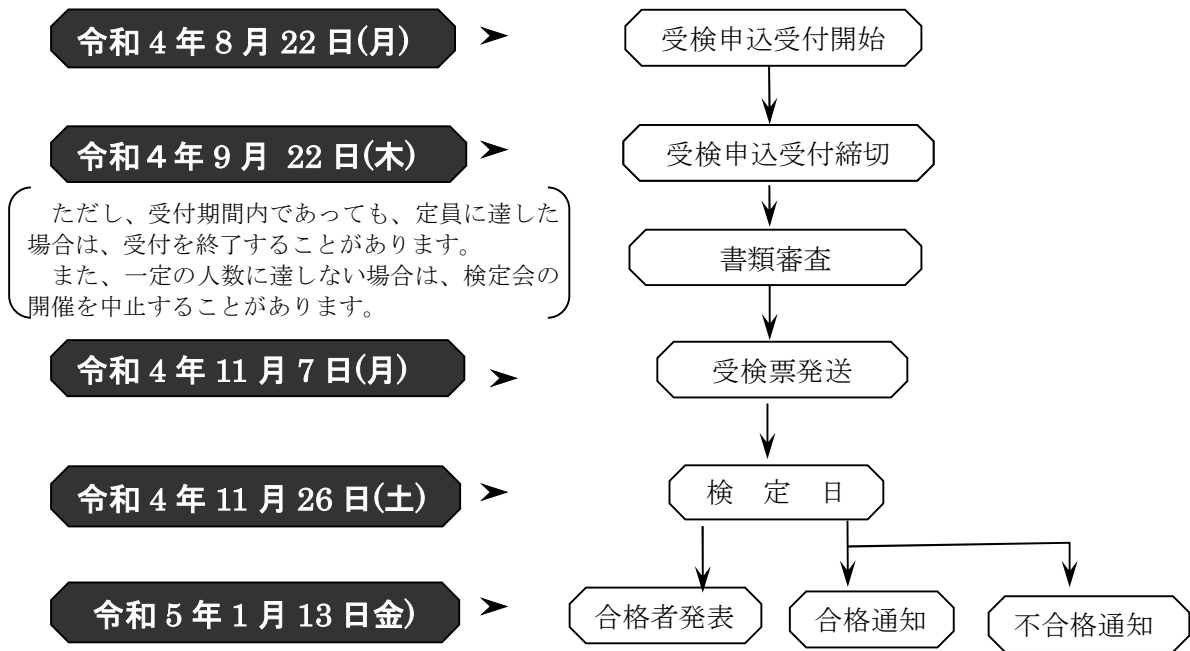 令和 4 年 8 月 22 日(月)
受検申込受付開始
令和４年 9 月 22 日(木)
受検申込受付締切
ただし、受付期間内であっても、定員に達した
場合は、受付を終了することがあります。
また、一定の人数に達しない場合は、検定会の
開催を中止することがあります。
書類審査
令和 4 年 11 月 7 日(月)
受検票発送
令和 4 年 11 月 26 日(土)
検　定　日
令和 5 年 1 月 13 日金)
合格者発表
合格通知
不合格通知